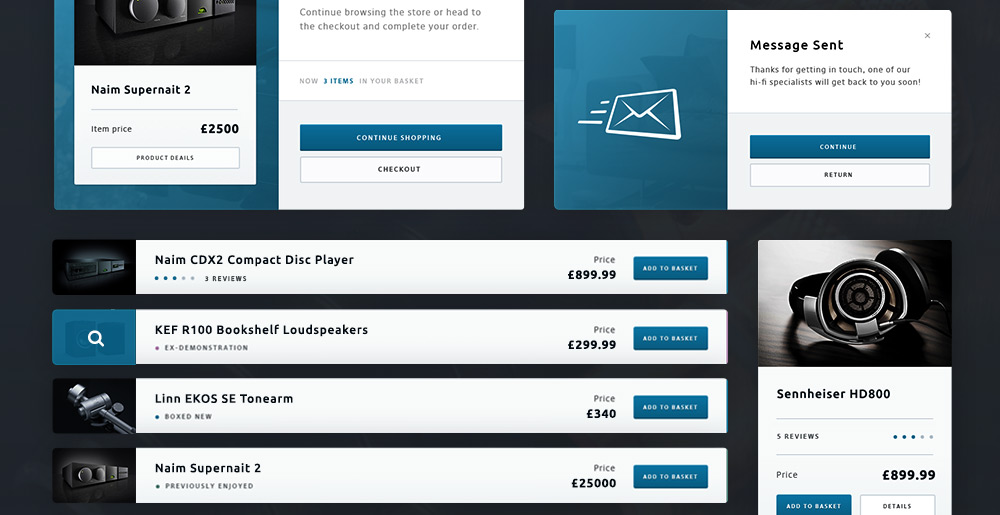 Naim Supernait 2
Item price
£2500
PRODUCT DEAILS
Continue browsing the store or head to
the checkout and complete your order.
NOW 3 ITEMS IN YOUR BASKET
CONTINUE SHOPPING
CHECKOUT
×
Message Sent
Thanks for getting in touch, one of our
hi-fi specialists will get back to you soon!
CONTINUE
RETURN
Naim CDX2 Compact Disc Player
3 REVIEWS
Price
£899.99
ADD TO BASKET
KEF R100 Bookshelf Loudspeakers
EX-DEMONSTRATION
Price
£299.99
ADD TO BASKET
Linn EKOS SE Tonearm
BOXED NEW
Price
£340
ADD TO BASKET
Naim Supernait 2
PREVIOUSLY ENJOYED
Price
£25000
ADD TO BASKET
Sennheiser HD800
5 REVIEWS
Price
£899.99
ADD TO BASKET
DETAILS